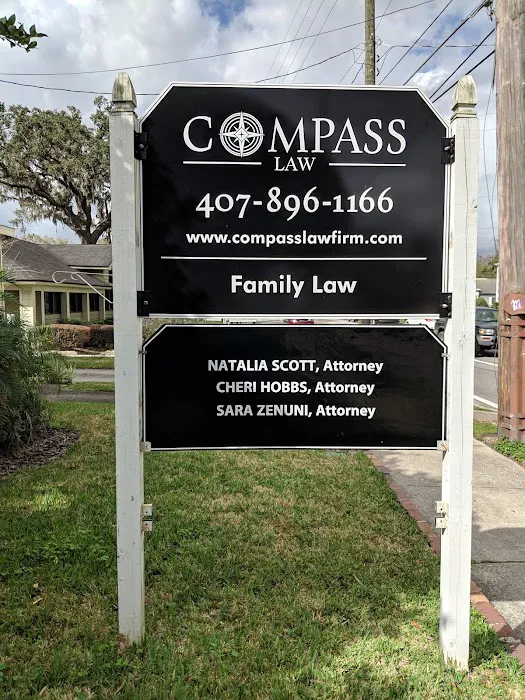 COMPASS
LAW
407-896-1166
www.compasslawfirm.com
Family Law
NATALIA SCOTT, Attorney
CHERI HOBBS, Attorney
SARA ZENUNI, Attorney